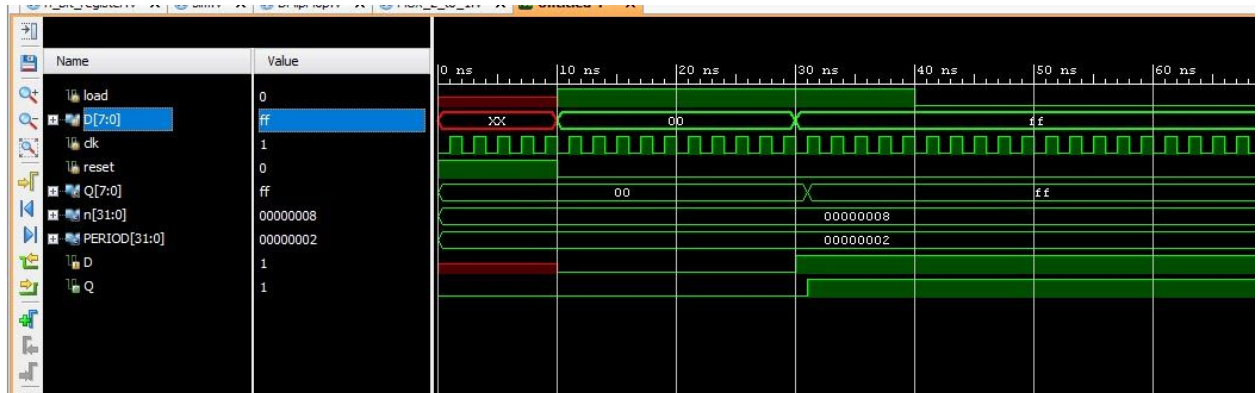 Name Value
0 ns 10 ns 20 ns 30 ns 40 ns 50 ns 60 ns
load 0
D[7:0] ff XX 00 ff
clk 1
reset 0
Q[7:0] ff 00 ff
n[31:0] 00000008 00000008
PERIOD[31:0] 00000002 00000002
D 1
Q 1